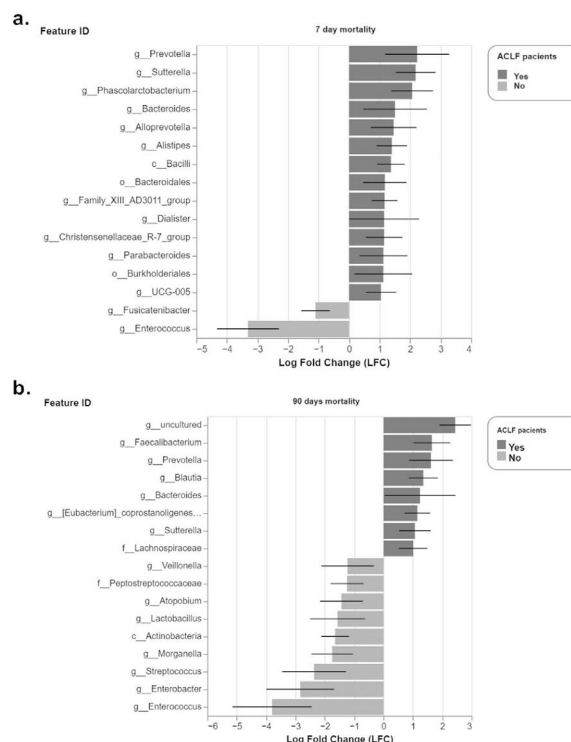 a.
Feature ID
7 day mortality
g__Prevotella
g__Sutterella
g__Phascolarctobacterium
g__Bacteroides
g__Alloprevotella
g__Alistipes
c__Bacilli
o__Bacteroidales
g__Family_XIII_AD3011_group
g__Dialister
g__Christensenellaceae_R-7_group
g__Parabacteroides
o__Burkholderiales
g__UCG-005
g__Fusicatenibacter
g__Enterococcus
-5 -4 -3 -2 -1 0 1 2 3 4
Log Fold Change (LFC)
ACLF pacients
Yes
No
b.
Feature ID
90 days mortality
g__uncultured
g__Faecalibacterium
g__Prevotella
g__Blautia
g__Bacteroides
g__[Eubacterium]_coprostanoligenes...
g__Sutterella
f__Lachnospiraceae
g__Veillonella
f__Peptostreptococcaceae
g__Atopobium
g__Lactobacillus
c__Actinobacteria
g__Morganella
g__Streptococcus
g__Enterobacter
g__Enterococcus
-6 -5 -4 -3 -2 -1 0 1 2 3
Log Fold Change (LFC)
ACLF pacients
Yes
No